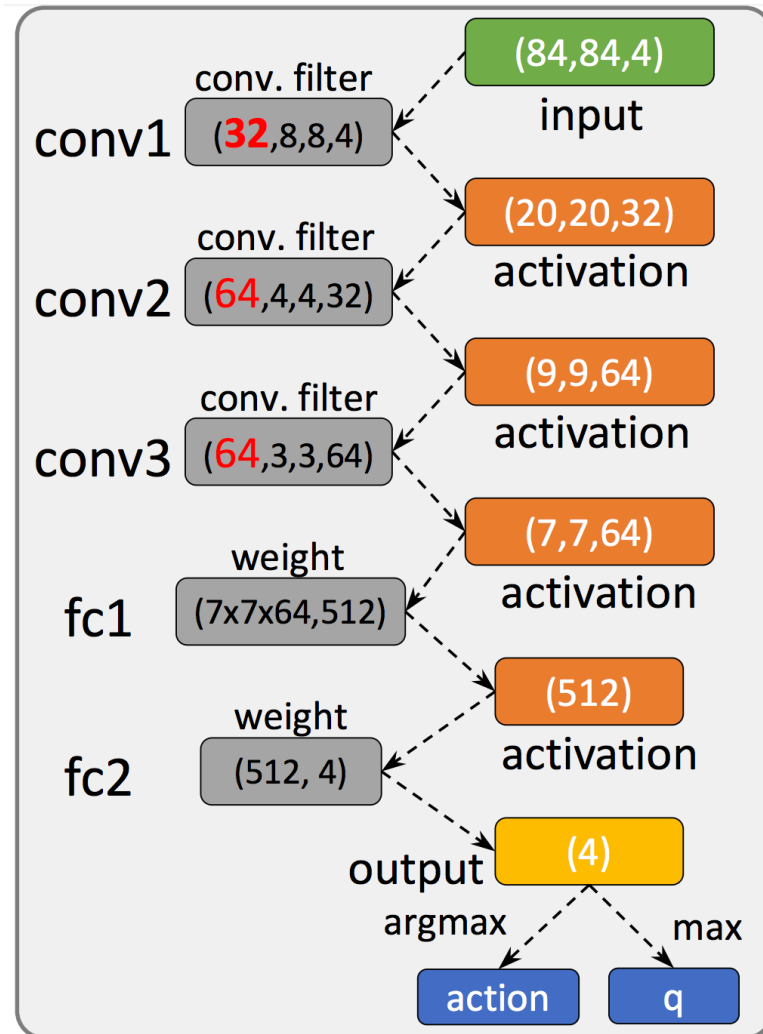 (84,84,4)
input
conv. filter
conv1
(32,8,8,4)
(20,20,32)
activation
conv. filter
conv2
(64,4,4,32)
(9,9,64)
activation
conv. filter
conv3
(64,3,3,64)
(7,7,64)
activation
weight
fc1
(7x7x64,512)
(512)
activation
weight
fc2
(512, 4)
(4)
output
argmax
max
action
q